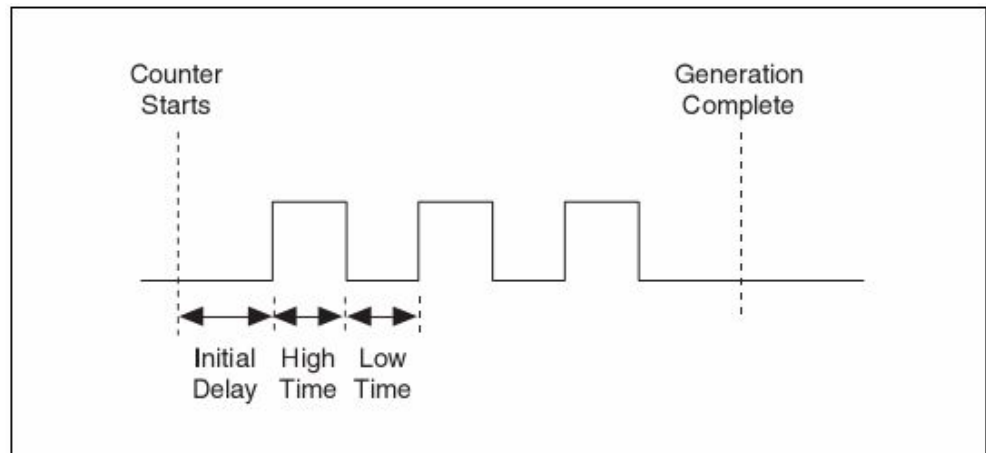 Counter
Starts
Generation
Complete
Initial
Delay
High
Time
Low
Time